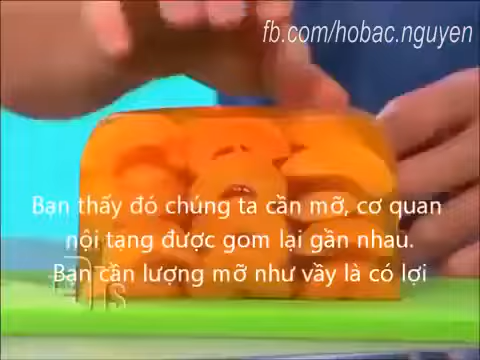 fb.com/hobac.nguyen
Bạn thấy đó chúng ta cần mỡ, cơ quan
nội tạng được gom lại gần nhau.
Bạn cần lượng mỡ như vầy là có lợi